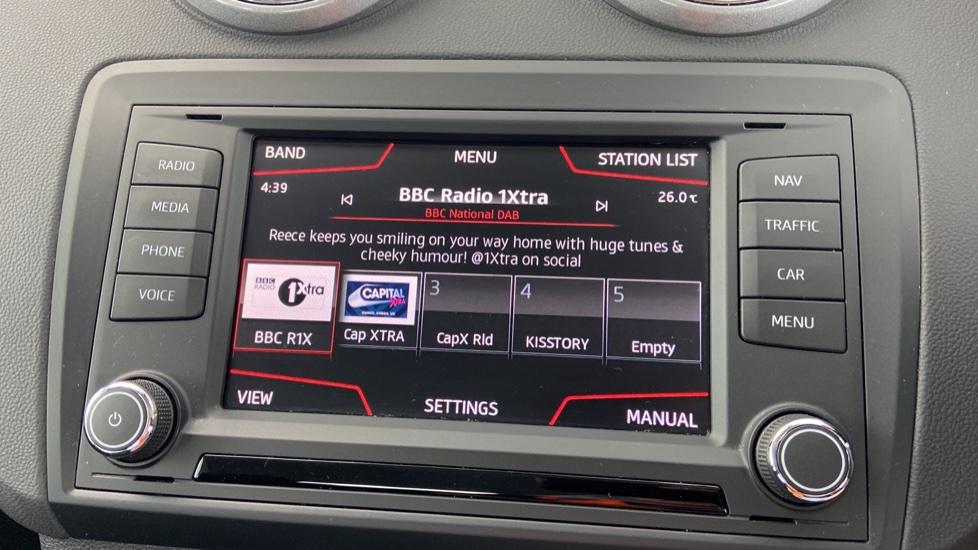 RADIO
MEDIA
PHONE
VOICE
BAND
MENU
STATION LIST
4:39
BBC Radio 1Xtra
26.0℃
BBC National DAB
Reece keeps you smiling on your way home with huge tunes &
cheeky humour! @1Xtra on social
BBC
RADIO
1Xtra
CAPITAL
XTRA
3
4
5
BBC R1X
Cap XTRA
CapX Rld
KISSTORY
Empty
VIEW
SETTINGS
MANUAL
NAV
TRAFFIC
CAR
MENU